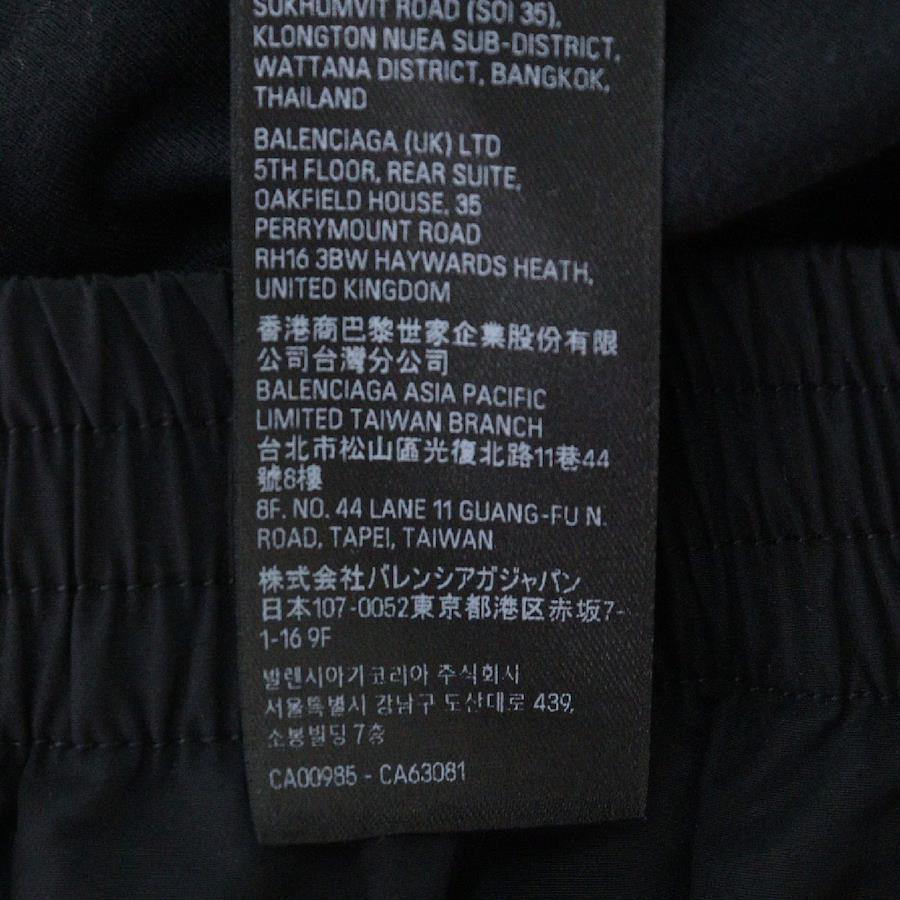 SUKHUMVIT ROAD (SOI 35),
KLONGTON NUEA SUB-DISTRICT,
WATTANA DISTRICT, BANGKOK,
THAILAND
BALENCIAGA (UK) LTD
5TH FLOOR, REAR SUITE,
OAKFIELD HOUSE, 35
PERRYMOUNT ROAD
RH16 3BW HAYWARDS HEATH,
UNITED KINGDOM
香港商巴黎世家企業股份有限
公司台灣分公司
BALENCIAGA ASIA PACIFIC
LIMITED TAIWAN BRANCH
台北市松山區光復北路11巷44
號8樓
8F. NO. 44 LANE 11 GUANG-FU N.
ROAD, TAPEI, TAIWAN
株式会社バレンシアガジャパン
日本107-0052東京都港区赤坂7-
1-16 9F
발렌시아가코리아 주식회사
서울특별시 강남구 도산대로 439,
소봉빌딩 7층
CA00985 - CA63081